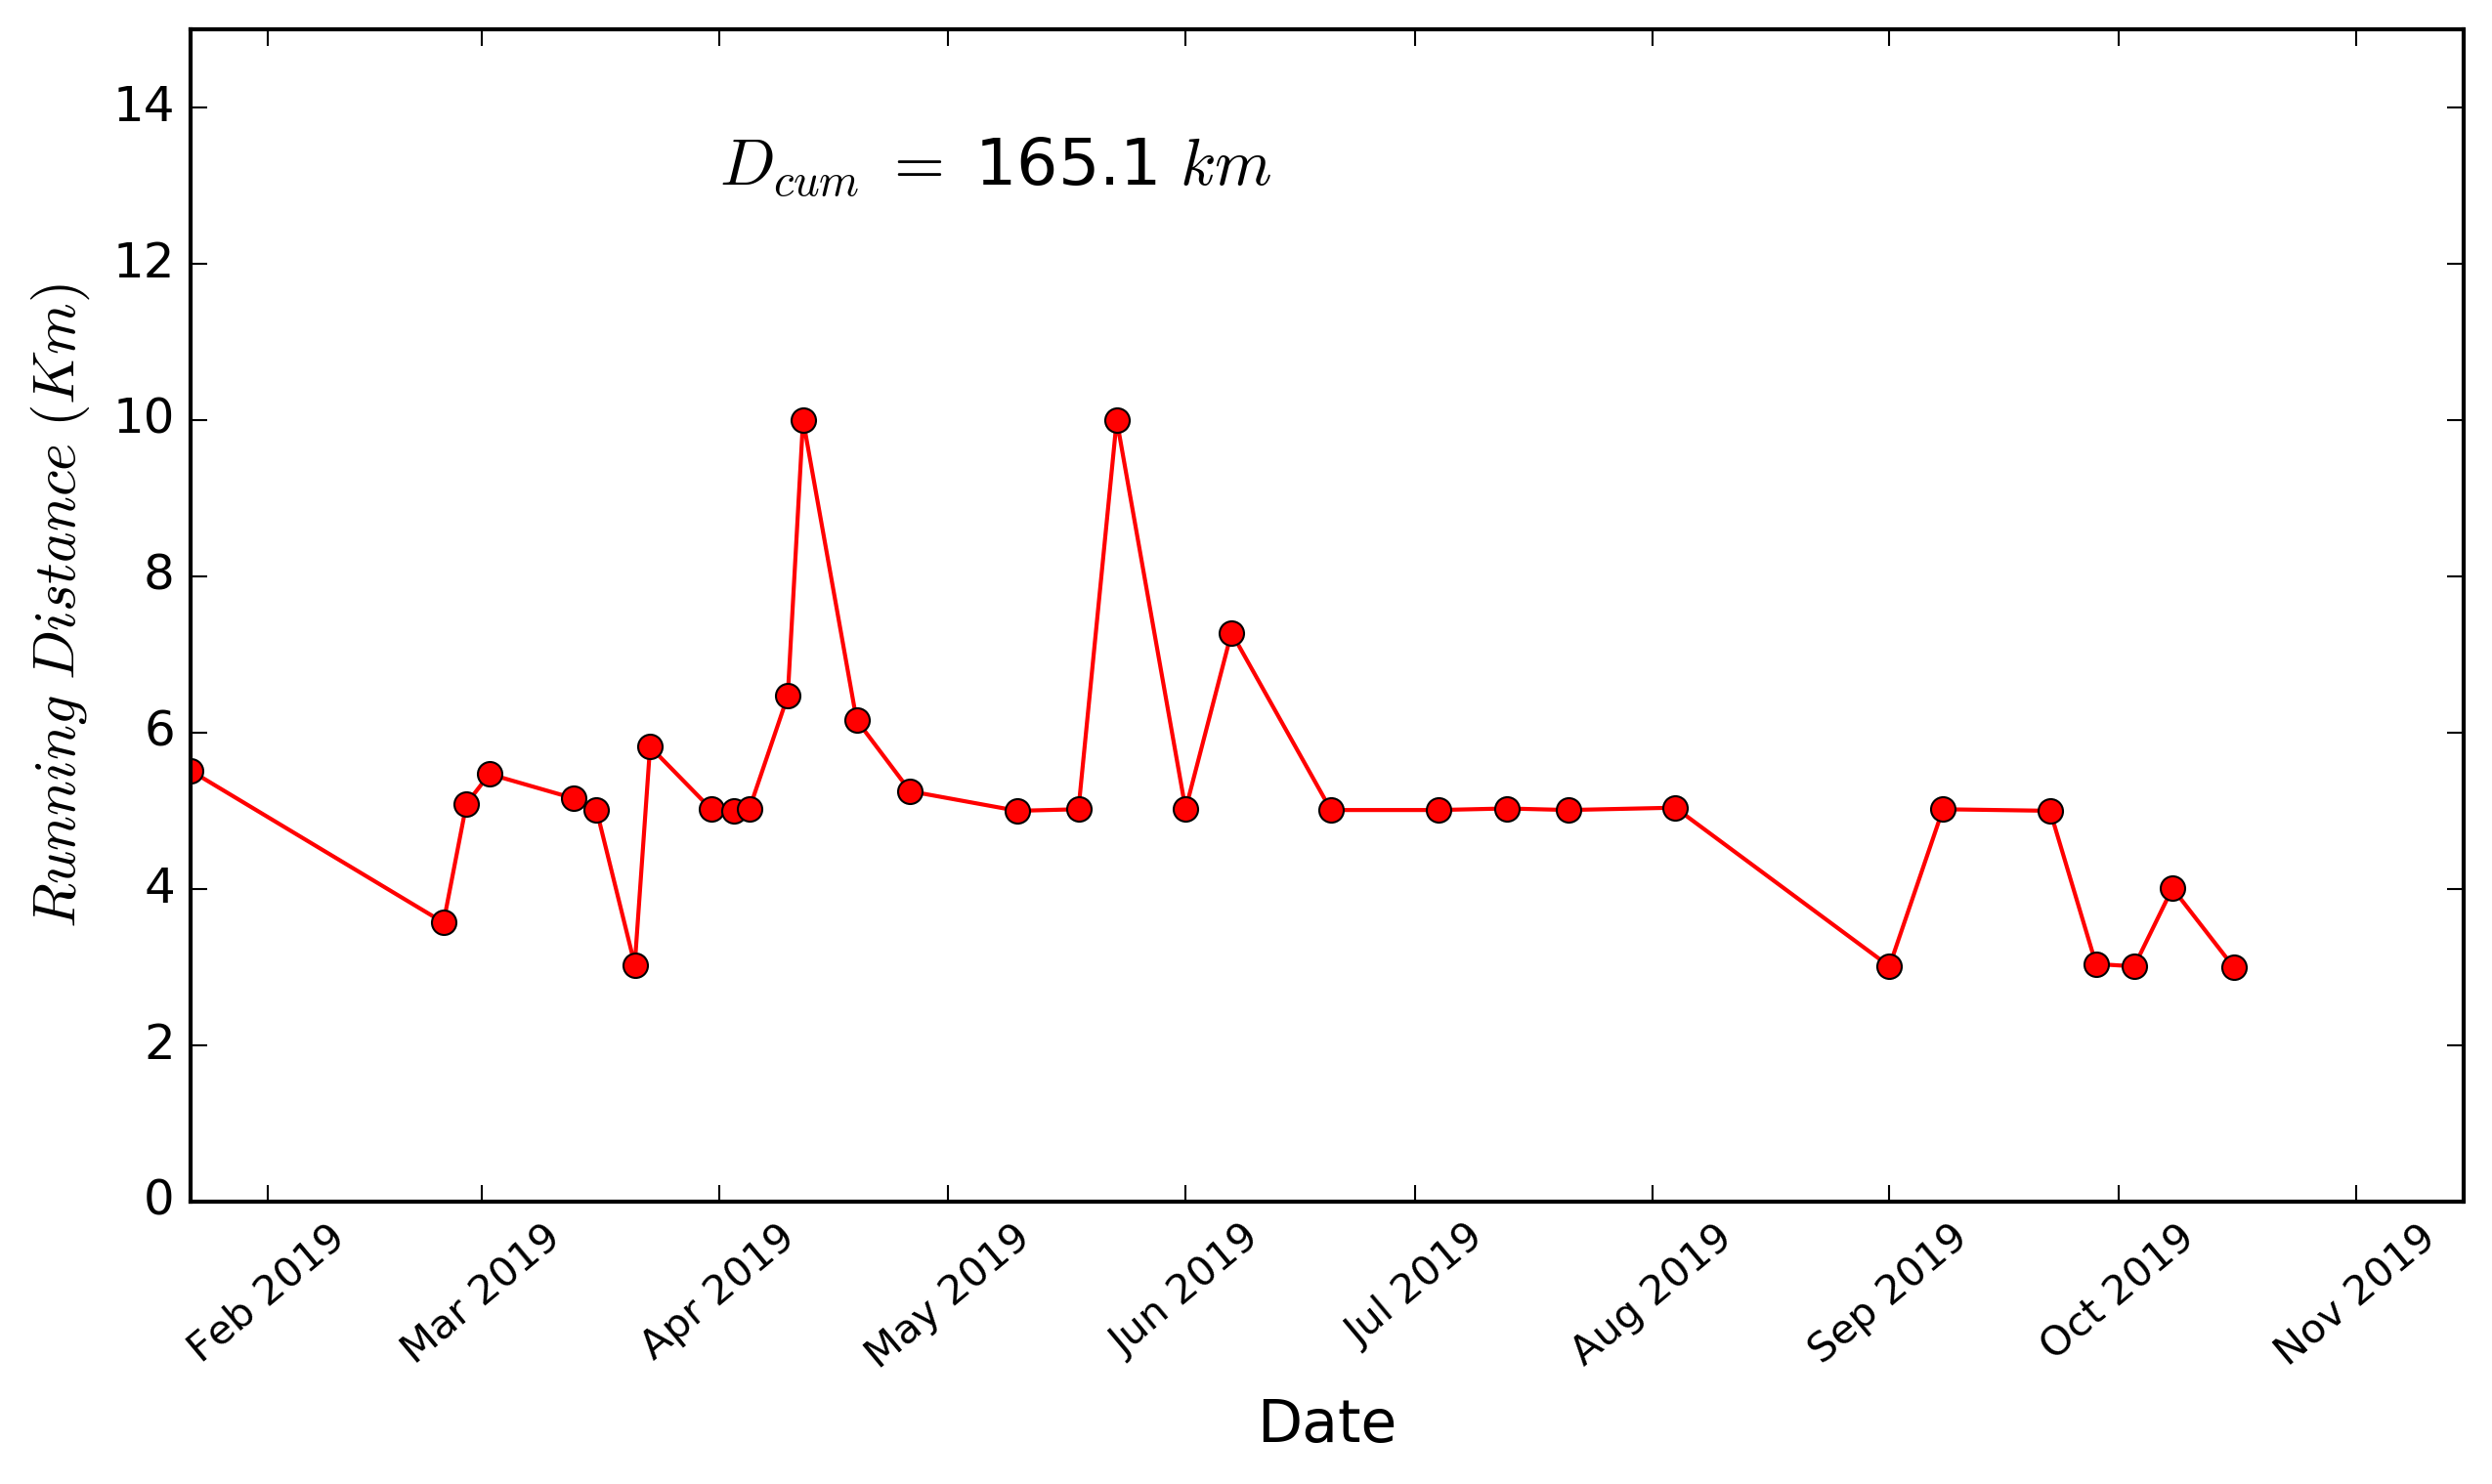 D_cum = 165.1 km
Running Distance (Km)
14
12
10
8
6
4
2
0
Feb 2019
Mar 2019
Apr 2019
May 2019
Jun 2019
Jul 2019
Aug 2019
Sep 2019
Oct 2019
Nov 2019
Date